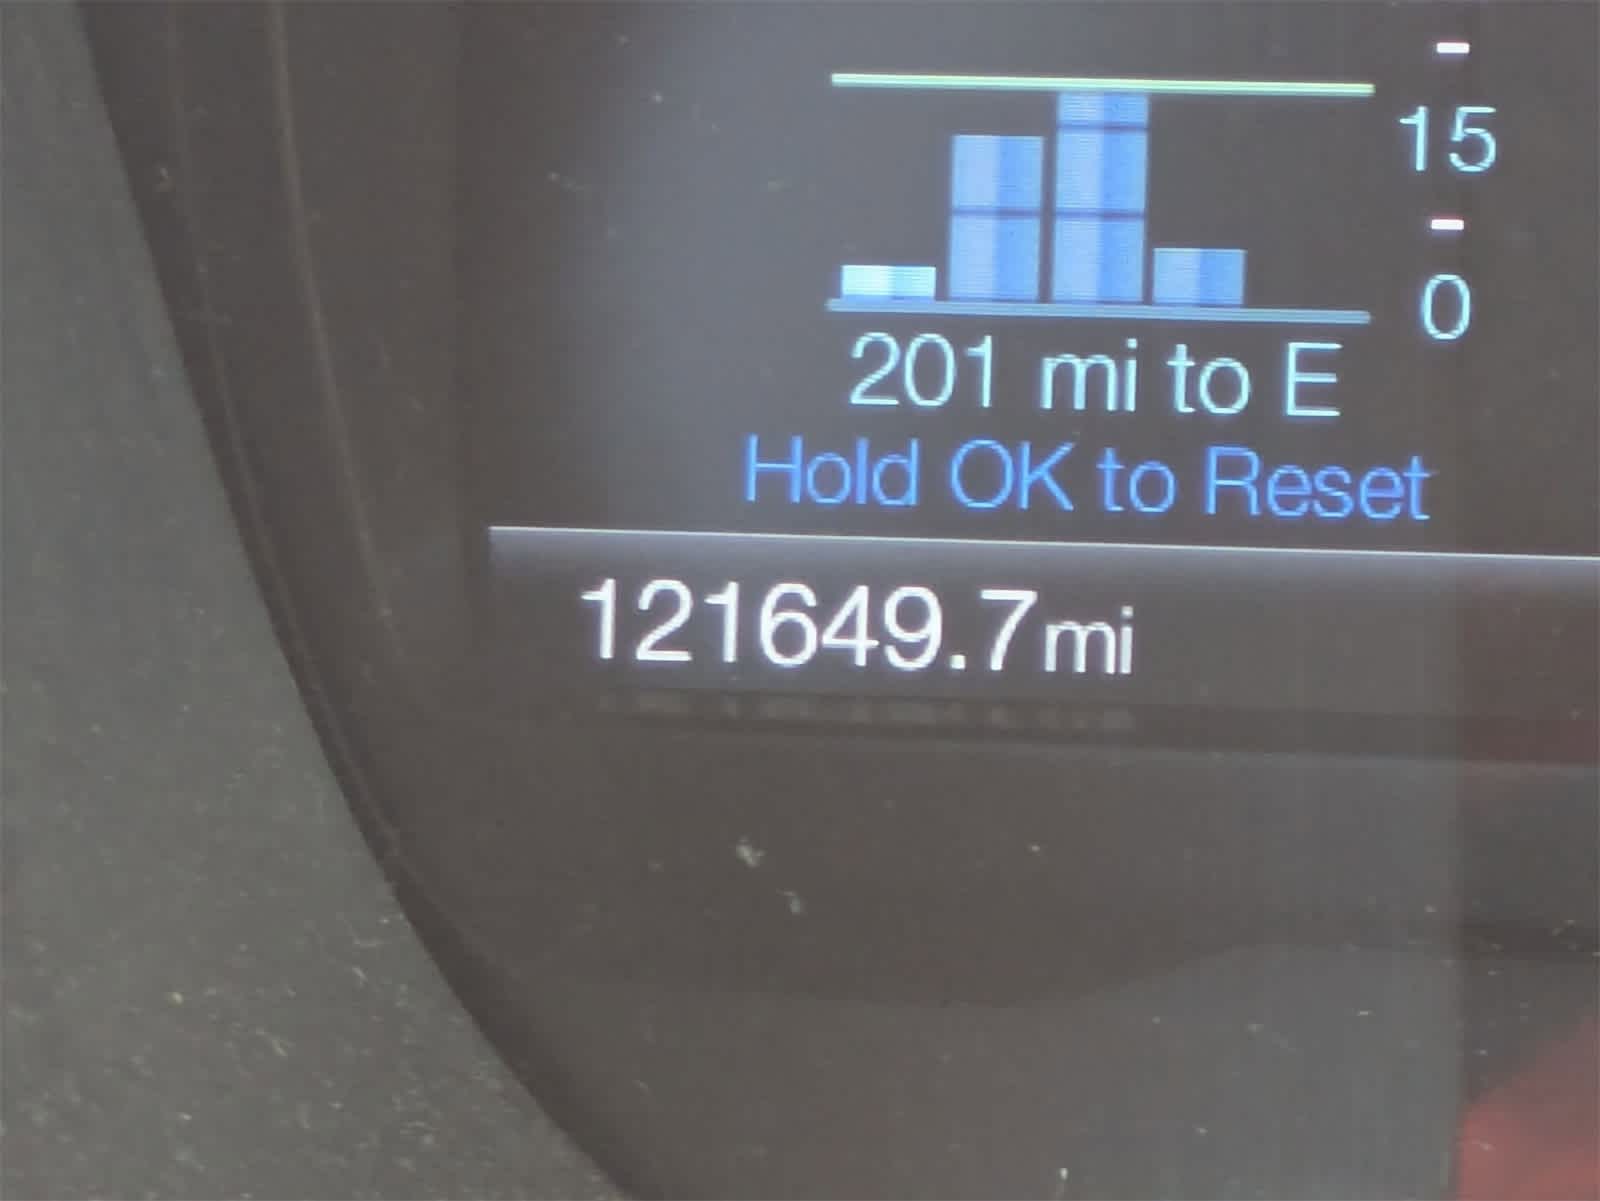 15
0
201 mi to E
Hold OK to Reset
121649.7mi